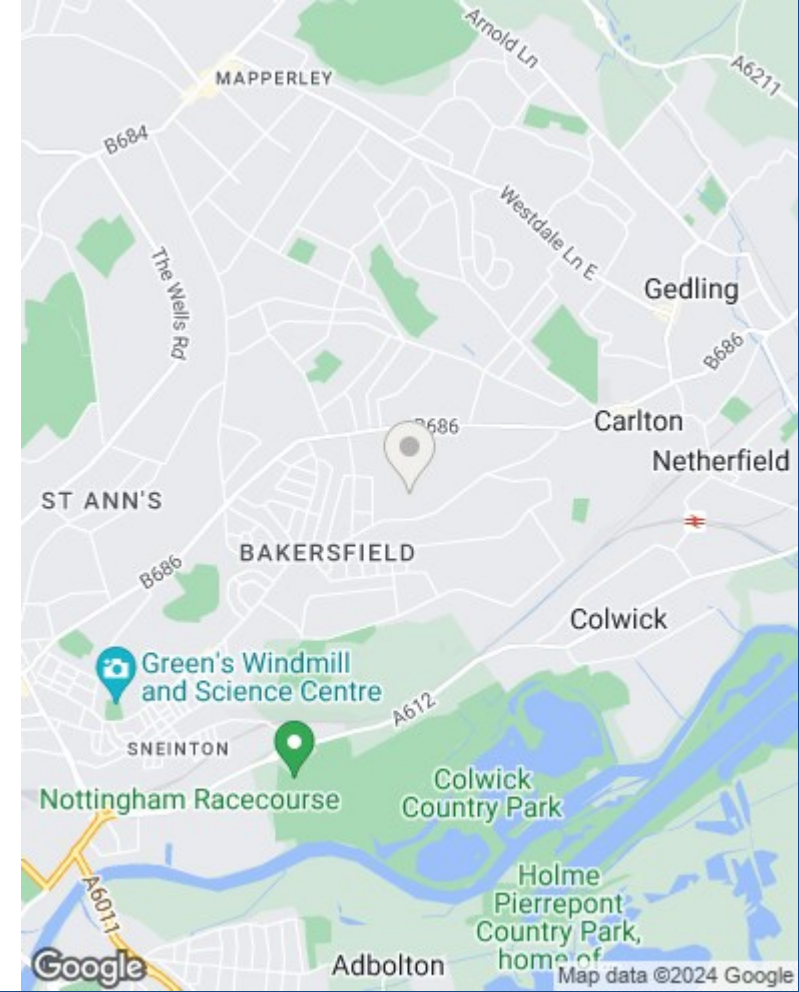 Arnold Ln
A6211
MAPPERLEY
B684
Westdale Ln E
The Wells Rd
Gedling
B686
B686
Carlton
Netherfield
ST ANN'S
BAKERSFIELD
B686
Colwick
Green's Windmill
and Science Centre
A612
SNEINTON
Nottingham Racecourse
Colwick
Country Park
Holme
Pierrepont
Country Park,
home of
A6011
Adbolton
Google
Map data ©2024 Google